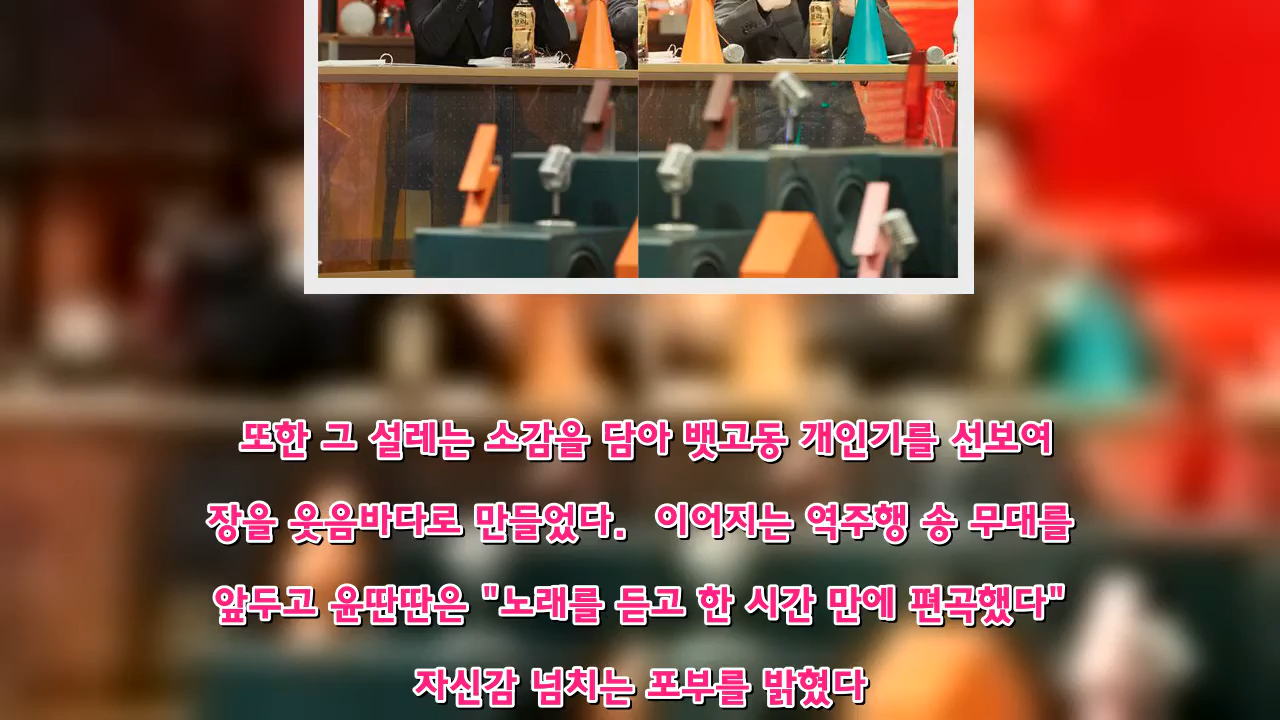 또한 그 설레는 소감을 담아 뱃고동 개인기를 선보여
장을 웃음바다로 만들었다. 이어지는 역주행 송 무대를
앞두고 윤딴딴은 "노래를 듣고 한 시간 만에 편곡했다"
자신감 넘치는 포부를 밝혔다